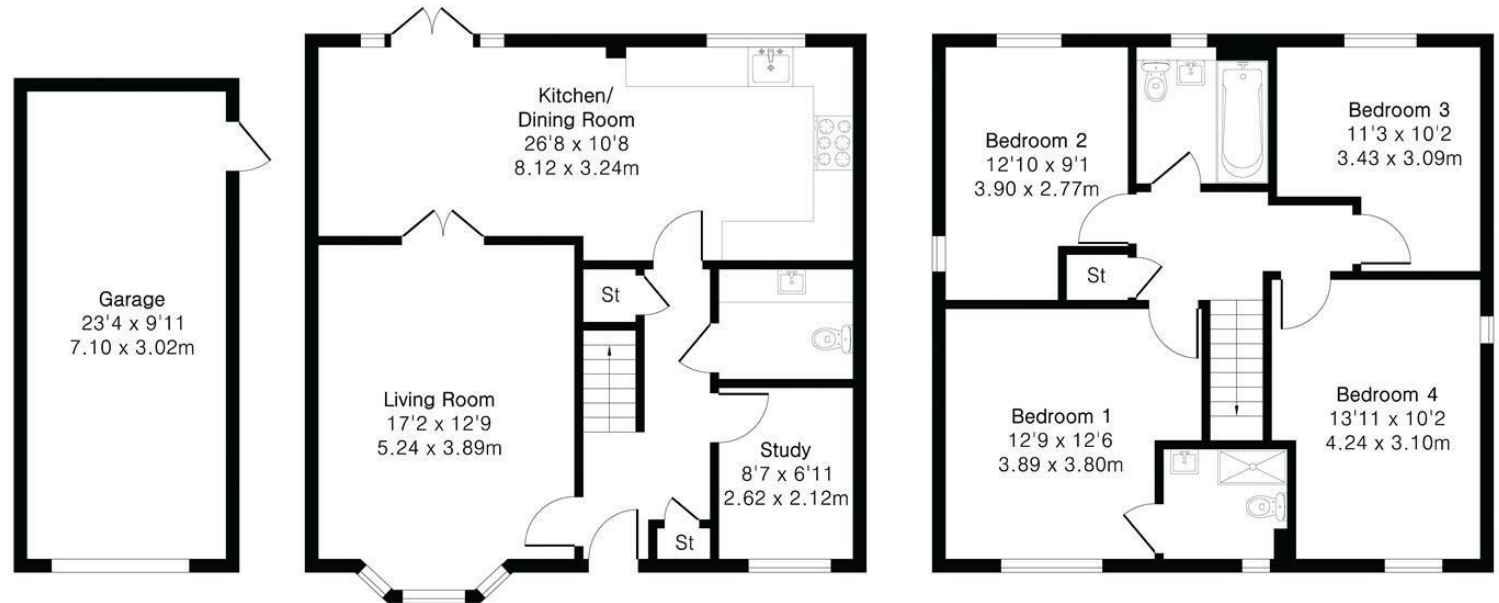 Garage
23'4 x 9'11
7.10 x 3.02m
Kitchen/
Dining Room
26'8 x 10'8
8.12 x 3.24m
St
Living Room
17'2 x 12'9
5.24 x 3.89m
Study
8'7 x 6'11
2.62 x 2.12m
St
Bedroom 2
12'10 x 9'1
3.90 x 2.77m
Bedroom 3
11'3 x 10'2
3.43 x 3.09m
St
Bedroom 1
12'9 x 12'6
3.89 x 3.80m
Bedroom 4
13'11 x 10'2
4.24 x 3.10m